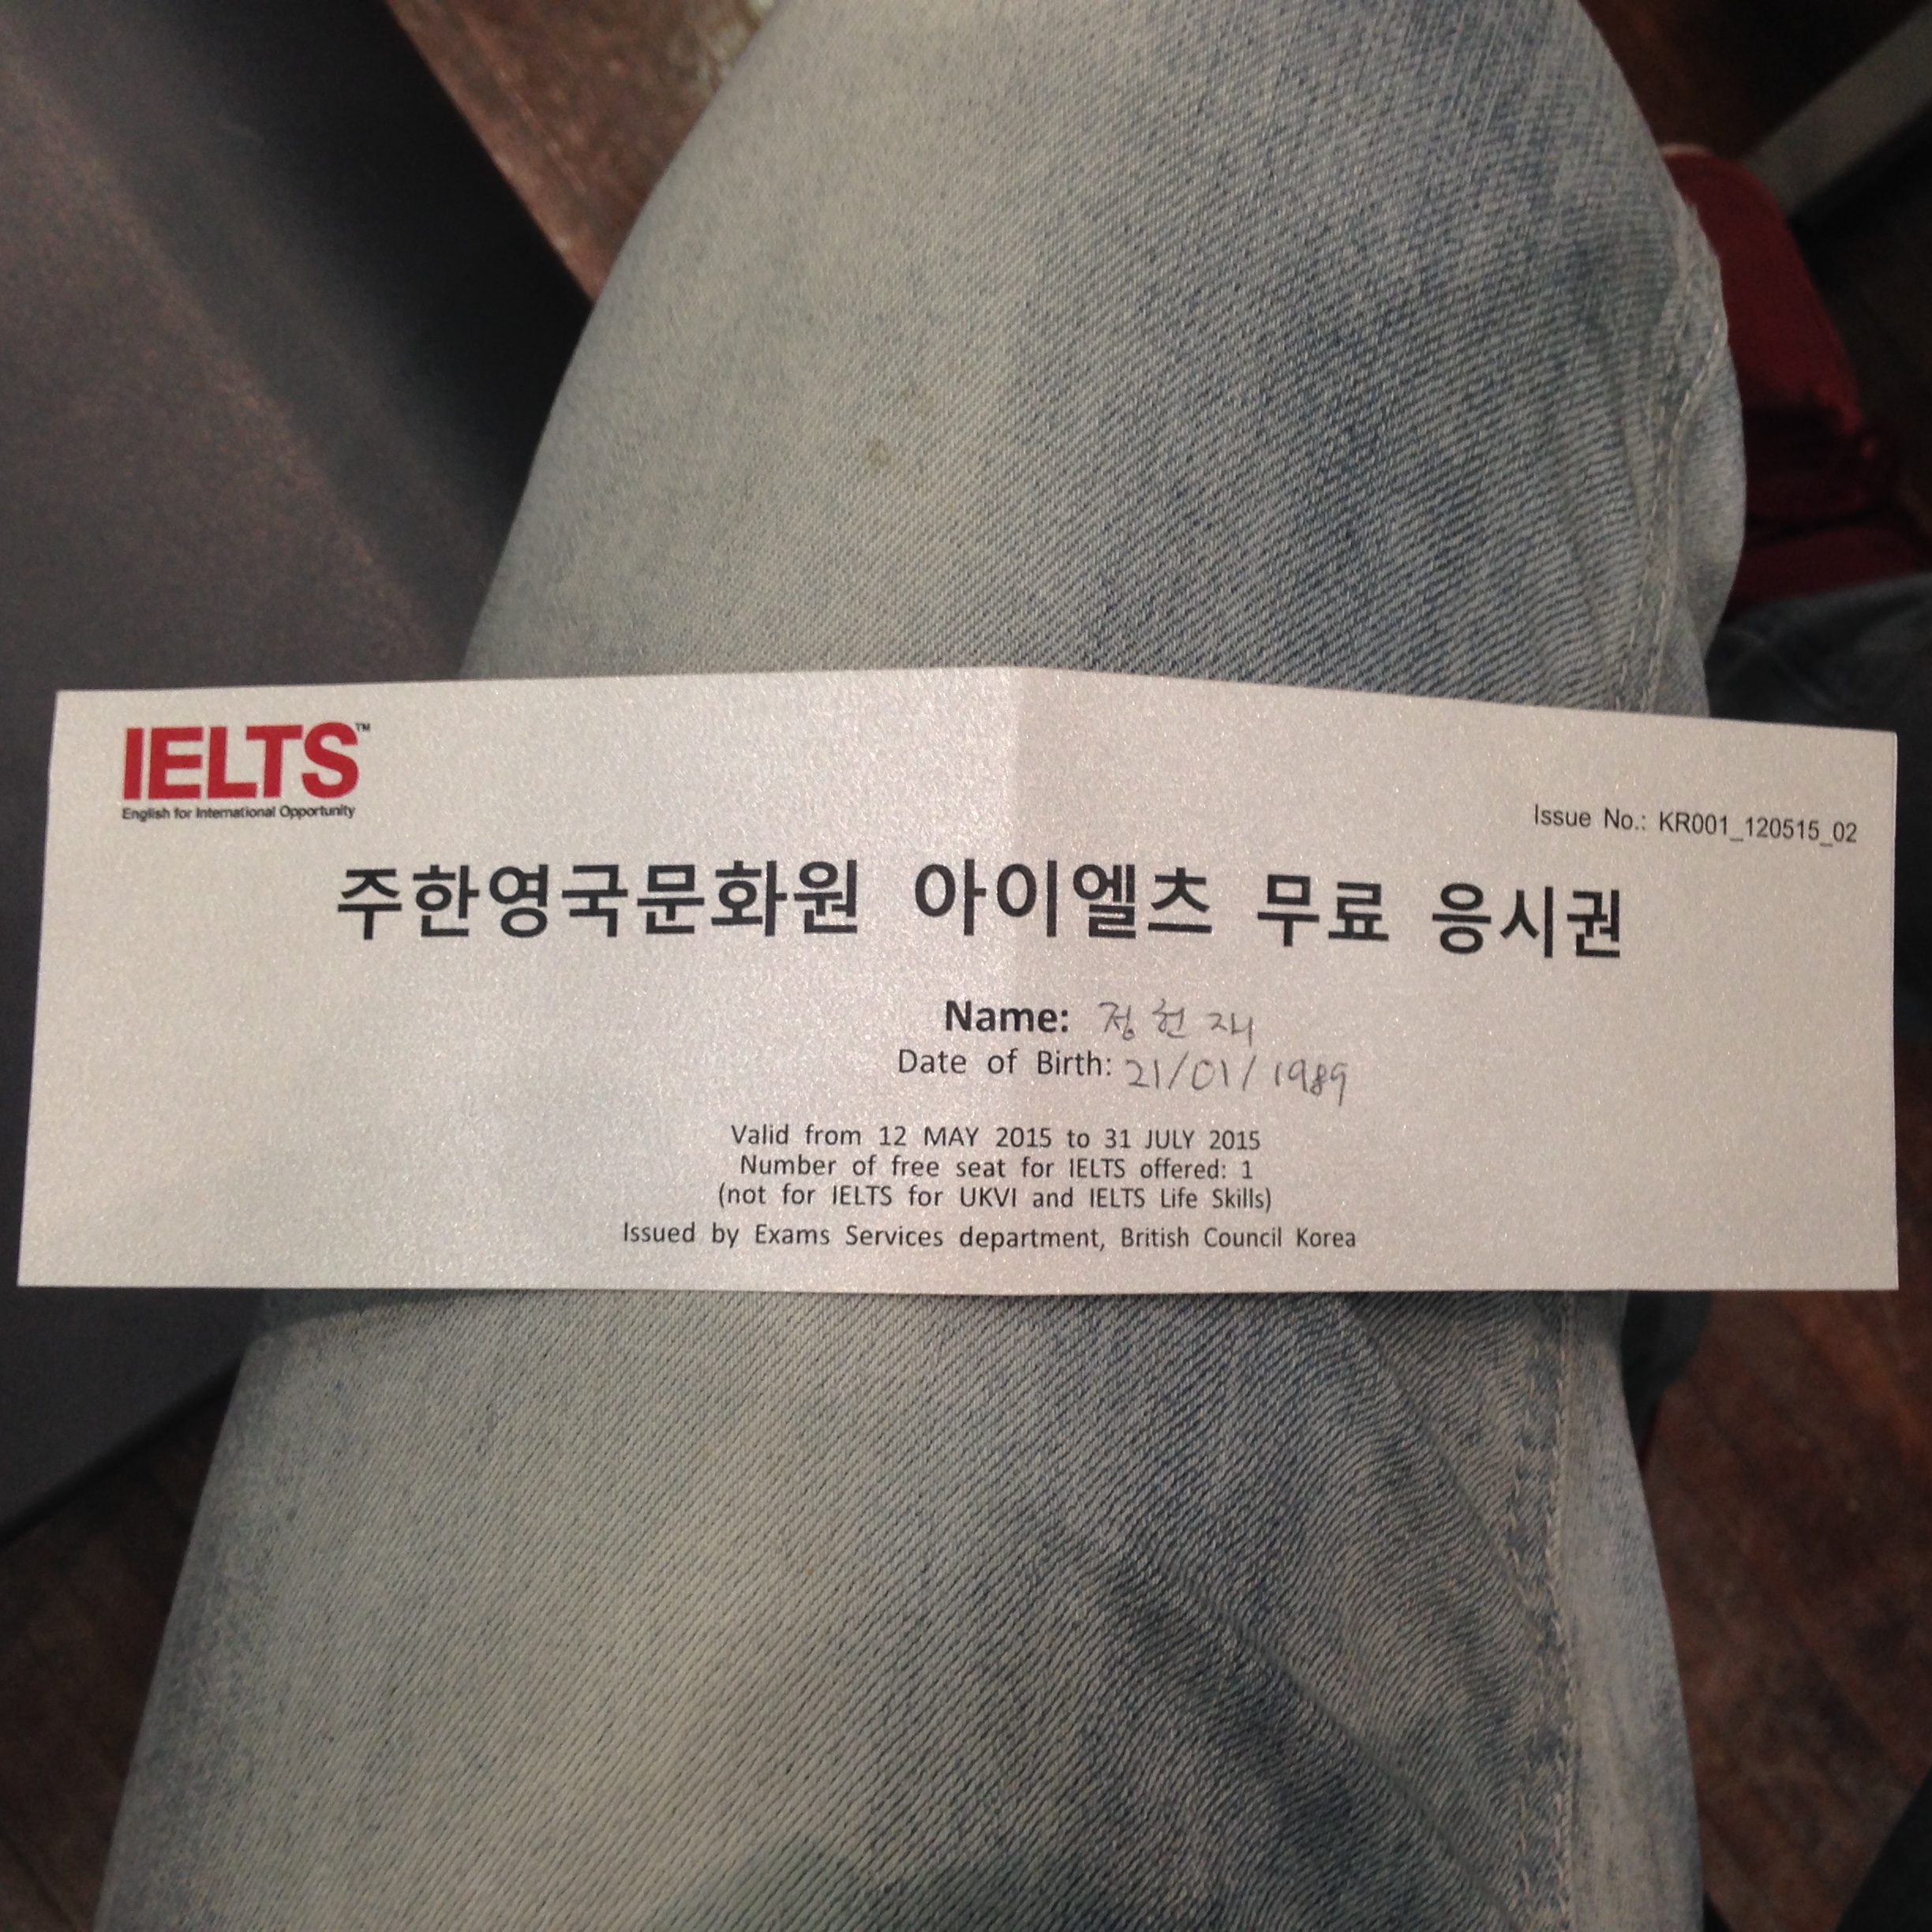 IELTS™
English for International Opportunity
Issue No.: KR001_120515_02
주한영국문화원 아이엘츠 무료 응시권
Name: 정현재
Date of Birth: 21/01/1989
Valid from 12 MAY 2015 to 31 JULY 2015
Number of free seat for IELTS offered: 1
(not for IELTS for UKVI and IELTS Life Skills)
Issued by Exams Services department, British Council Korea